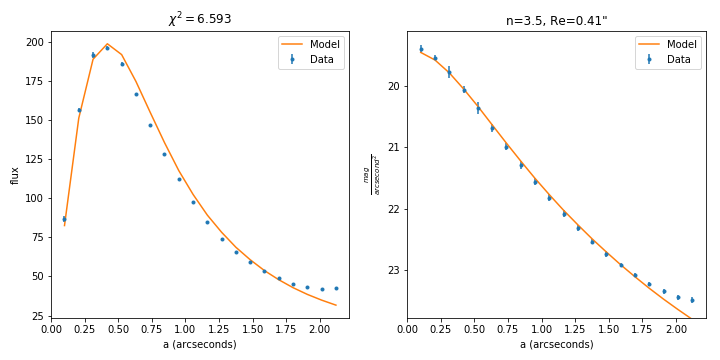 χ² = 6.593
200
175
150
125
100
75
50
25
flux
0.00 0.25 0.50 0.75 1.00 1.25 1.50 1.75 2.00
a (arcseconds)
Model
Data
n=3.5, Re=0.41"
20
21
22
23
mag
arcsecond²
0.00 0.25 0.50 0.75 1.00 1.25 1.50 1.75 2.00
a (arcseconds)
Model
Data